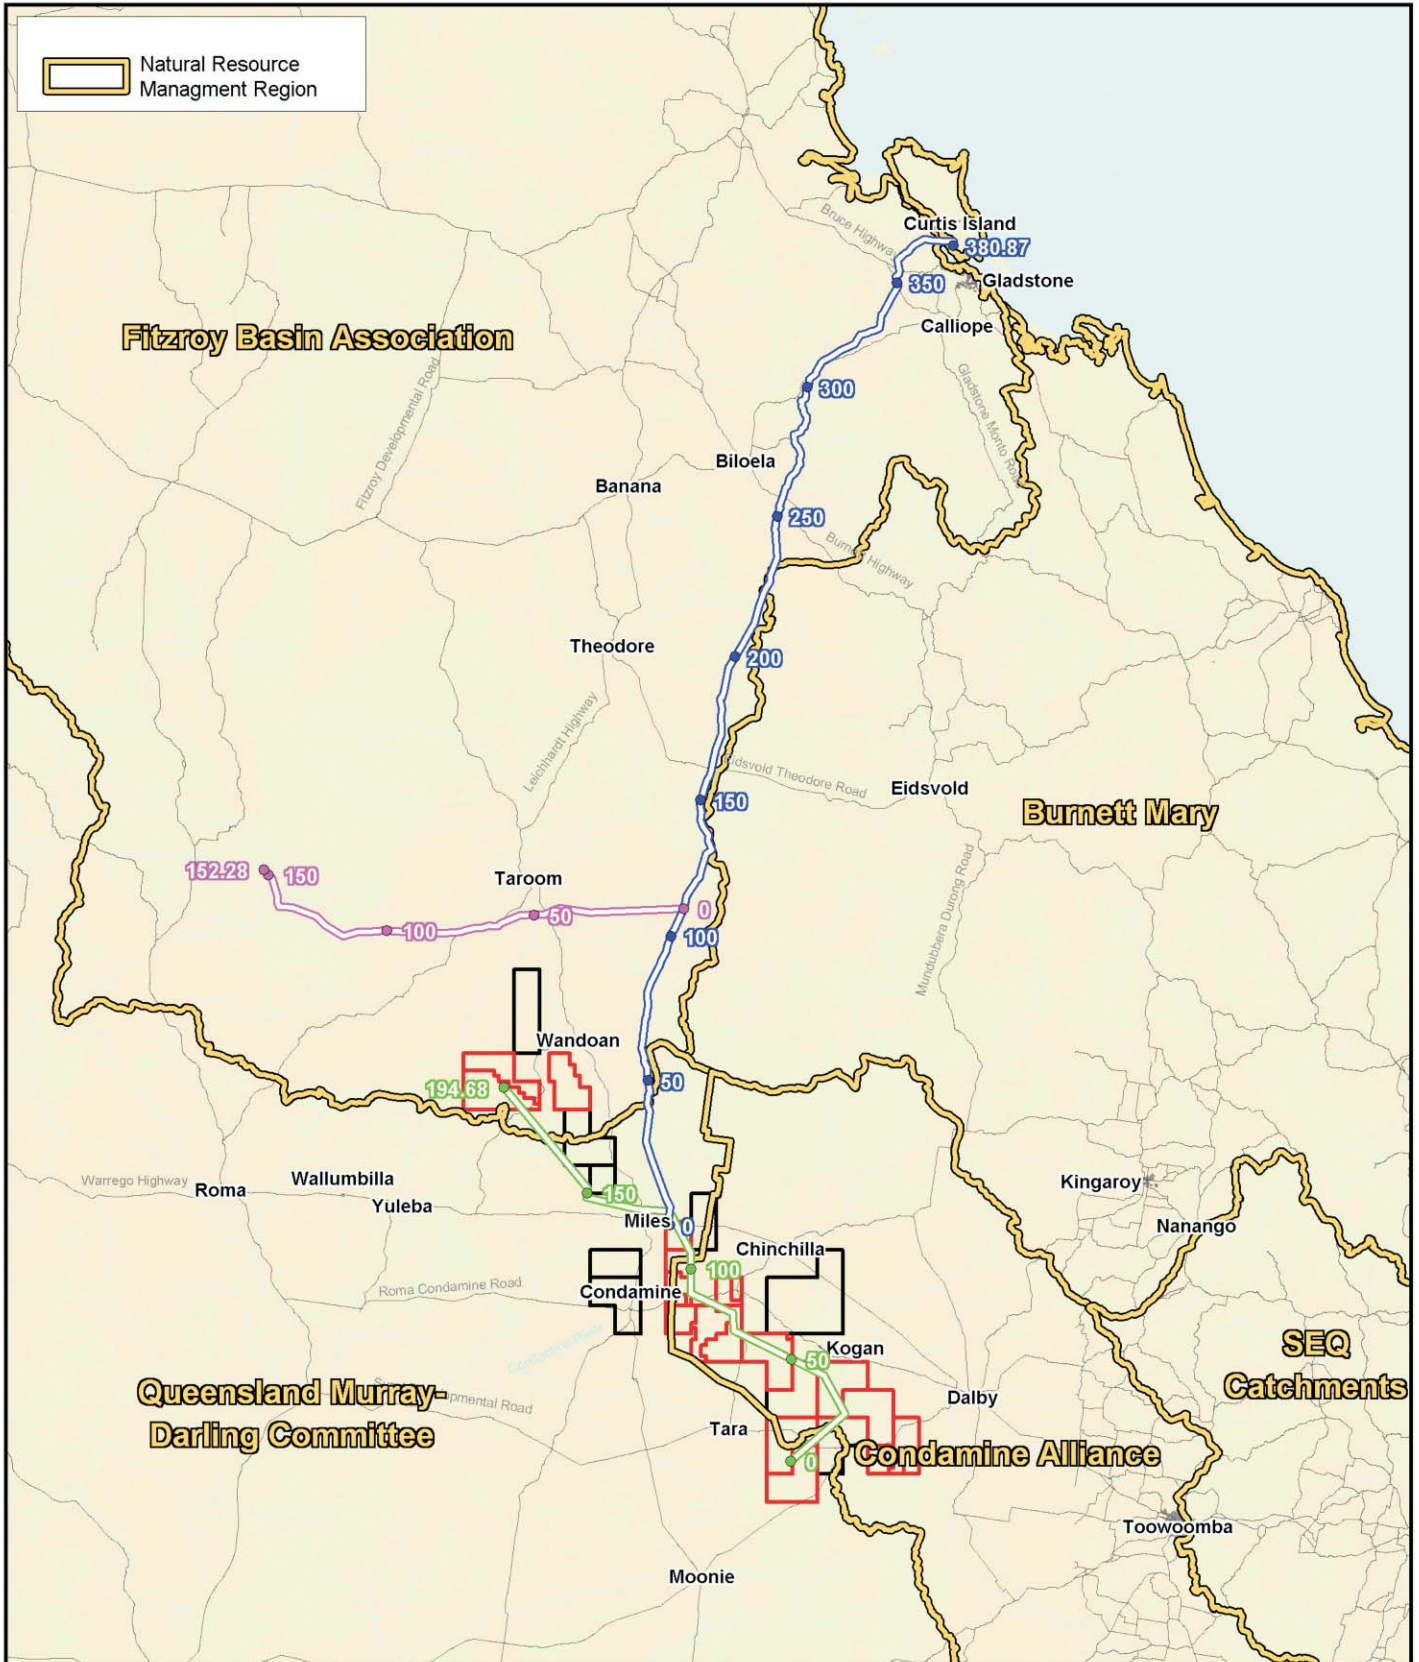 Natural Resource
Managment Region
Bruce Highway
Curtis Island
380.87
350
Gladstone
Calliope
Fitzroy Basin Association
300
Fitzroy Developmental Road
Gladstone Monto Road
Biloela
Banana
250
Burnett Highway
Theodore
200
Leichhardt Highway
Eidsvold Theodore Road
Eidsvold
150
Burnett Mary
152.28
150
Taroom
0
50
100
100
Mundubbera Durong Road
Wandoan
50
194.68
Warrego Highway
Roma
Wallumbilla
Yuleba
150
Miles
0
Kingaroy
Nanango
Chinchilla
100
Roma Condamine Road
Condamine
Condamine River
Kogan
50
SEQ
Catchments
Queensland Murray-
Darling Committee
Dalby
Tara
0
Condamine Alliance
Toowoomba
Moonie